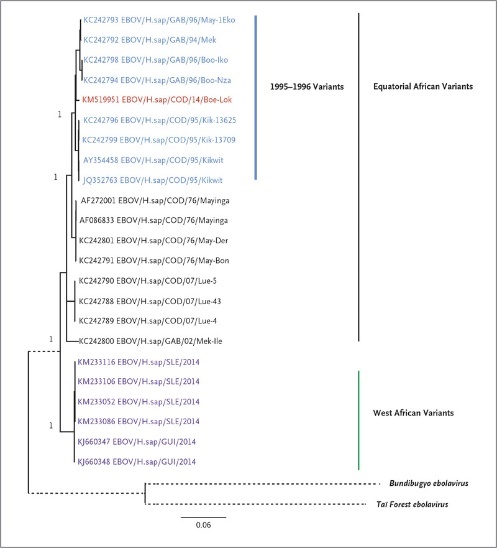 KC242793 EBOV/H.sap/GAB/96/May-1Eko
KC242792 EBOV/H.sap/GAB/94/Mek
KC242798 EBOV/H.sap/GAB/96/Boo-Iko
KC242794 EBOV/H.sap/GAB/96/Boo-Nza
1995–1996 Variants
Equatorial African Variants
KM519951 EBOV/H.sap/COD/14/Boe-Lok
1
KC242796 EBOV/H.sap/COD/95/Kik-13625
KC242799 EBOV/H.sap/COD/95/Kik-13709
AY354458 EBOV/H.sap/COD/95/Kikwit
1
JQ352763 EBOV/H.sap/COD/95/Kikwit
AF272001 EBOV/H.sap/COD/76/Mayinga
AF086833 EBOV/H.sap/COD/76/Mayinga
KC242801 EBOV/H.sap/COD/76/May-Der
KC242791 EBOV/H.sap/COD/76/May-Bon
KC242790 EBOV/H.sap/COD/07/Lue-5
KC242788 EBOV/H.sap/COD/07/Lue-43
KC242789 EBOV/H.sap/COD/07/Lue-4
1
KC242800 EBOV/H.sap/GAB/02/Mek-Ile
KM233116 EBOV/H.sap/SLE/2014
KM233106 EBOV/H.sap/SLE/2014
KM233052 EBOV/H.sap/SLE/2014
West African Variants
KM233086 EBOV/H.sap/SLE/2014
1
KJ660347 EBOV/H.sap/GUI/2014
KJ660348 EBOV/H.sap/GUI/2014
Bundibugyo ebolavirus
Taï Forest ebolavirus
0.06